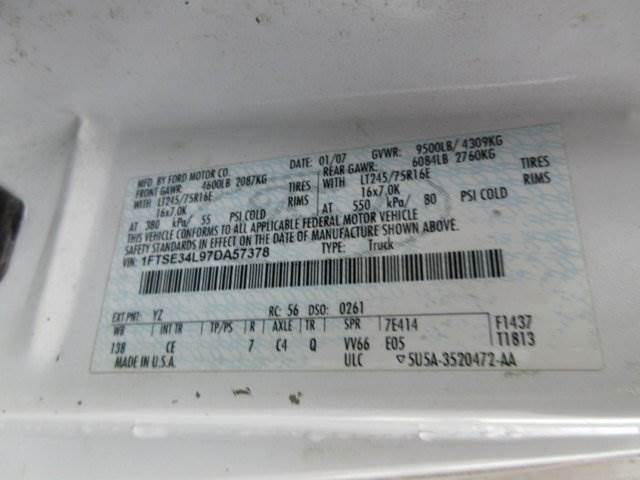 MFD. BY FORD MOTOR CO. DATE: 01/07 GVWR: 9500LB/ 4309KG
FRONT GAWR: 4600LB 2087KG REAR GAWR: 6084LB 2760KG
WITH LT245/75R16E TIRES WITH LT245/75R16E TIRES
16x7.0K RIMS 16x7.0K RIMS
AT 380 kPa/ 55 PSI COLD AT 550 kPa/ 80 PSI COLD
THIS VEHICLE CONFORMS TO ALL APPLICABLE FEDERAL MOTOR VEHICLE
SAFETY STANDARDS IN EFFECT ON THE DATE OF MANUFACTURE SHOWN ABOVE.
VIN: 1FTSE34L97DA57378 TYPE: Truck
EXT PNT: YZ RC: 56 DSO: 0261
WB INT TR TP/PS R AXLE TR SPR 7E414 F1437
138 CE 7 C4 Q VV66 E05 T1813
MADE IN U.S.A. ULC 5U5A-3520472-AA